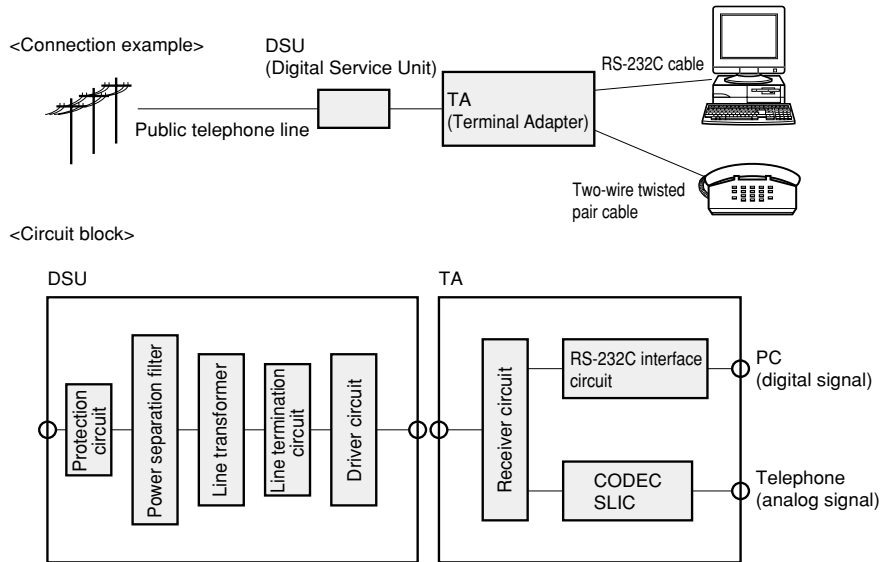 <Connection example>
DSU
(Digital Service Unit)
RS-232C cable
TA
(Terminal Adapter)
Public telephone line
Two-wire twisted
pair cable
<Circuit block>
DSU
TA
Protection
circuit
Power separation filter
Line transformer
Line termination
circuit
Driver circuit
Receiver circuit
RS-232C interface
circuit
PC
(digital signal)
CODEC
SLIC
Telephone
(analog signal)